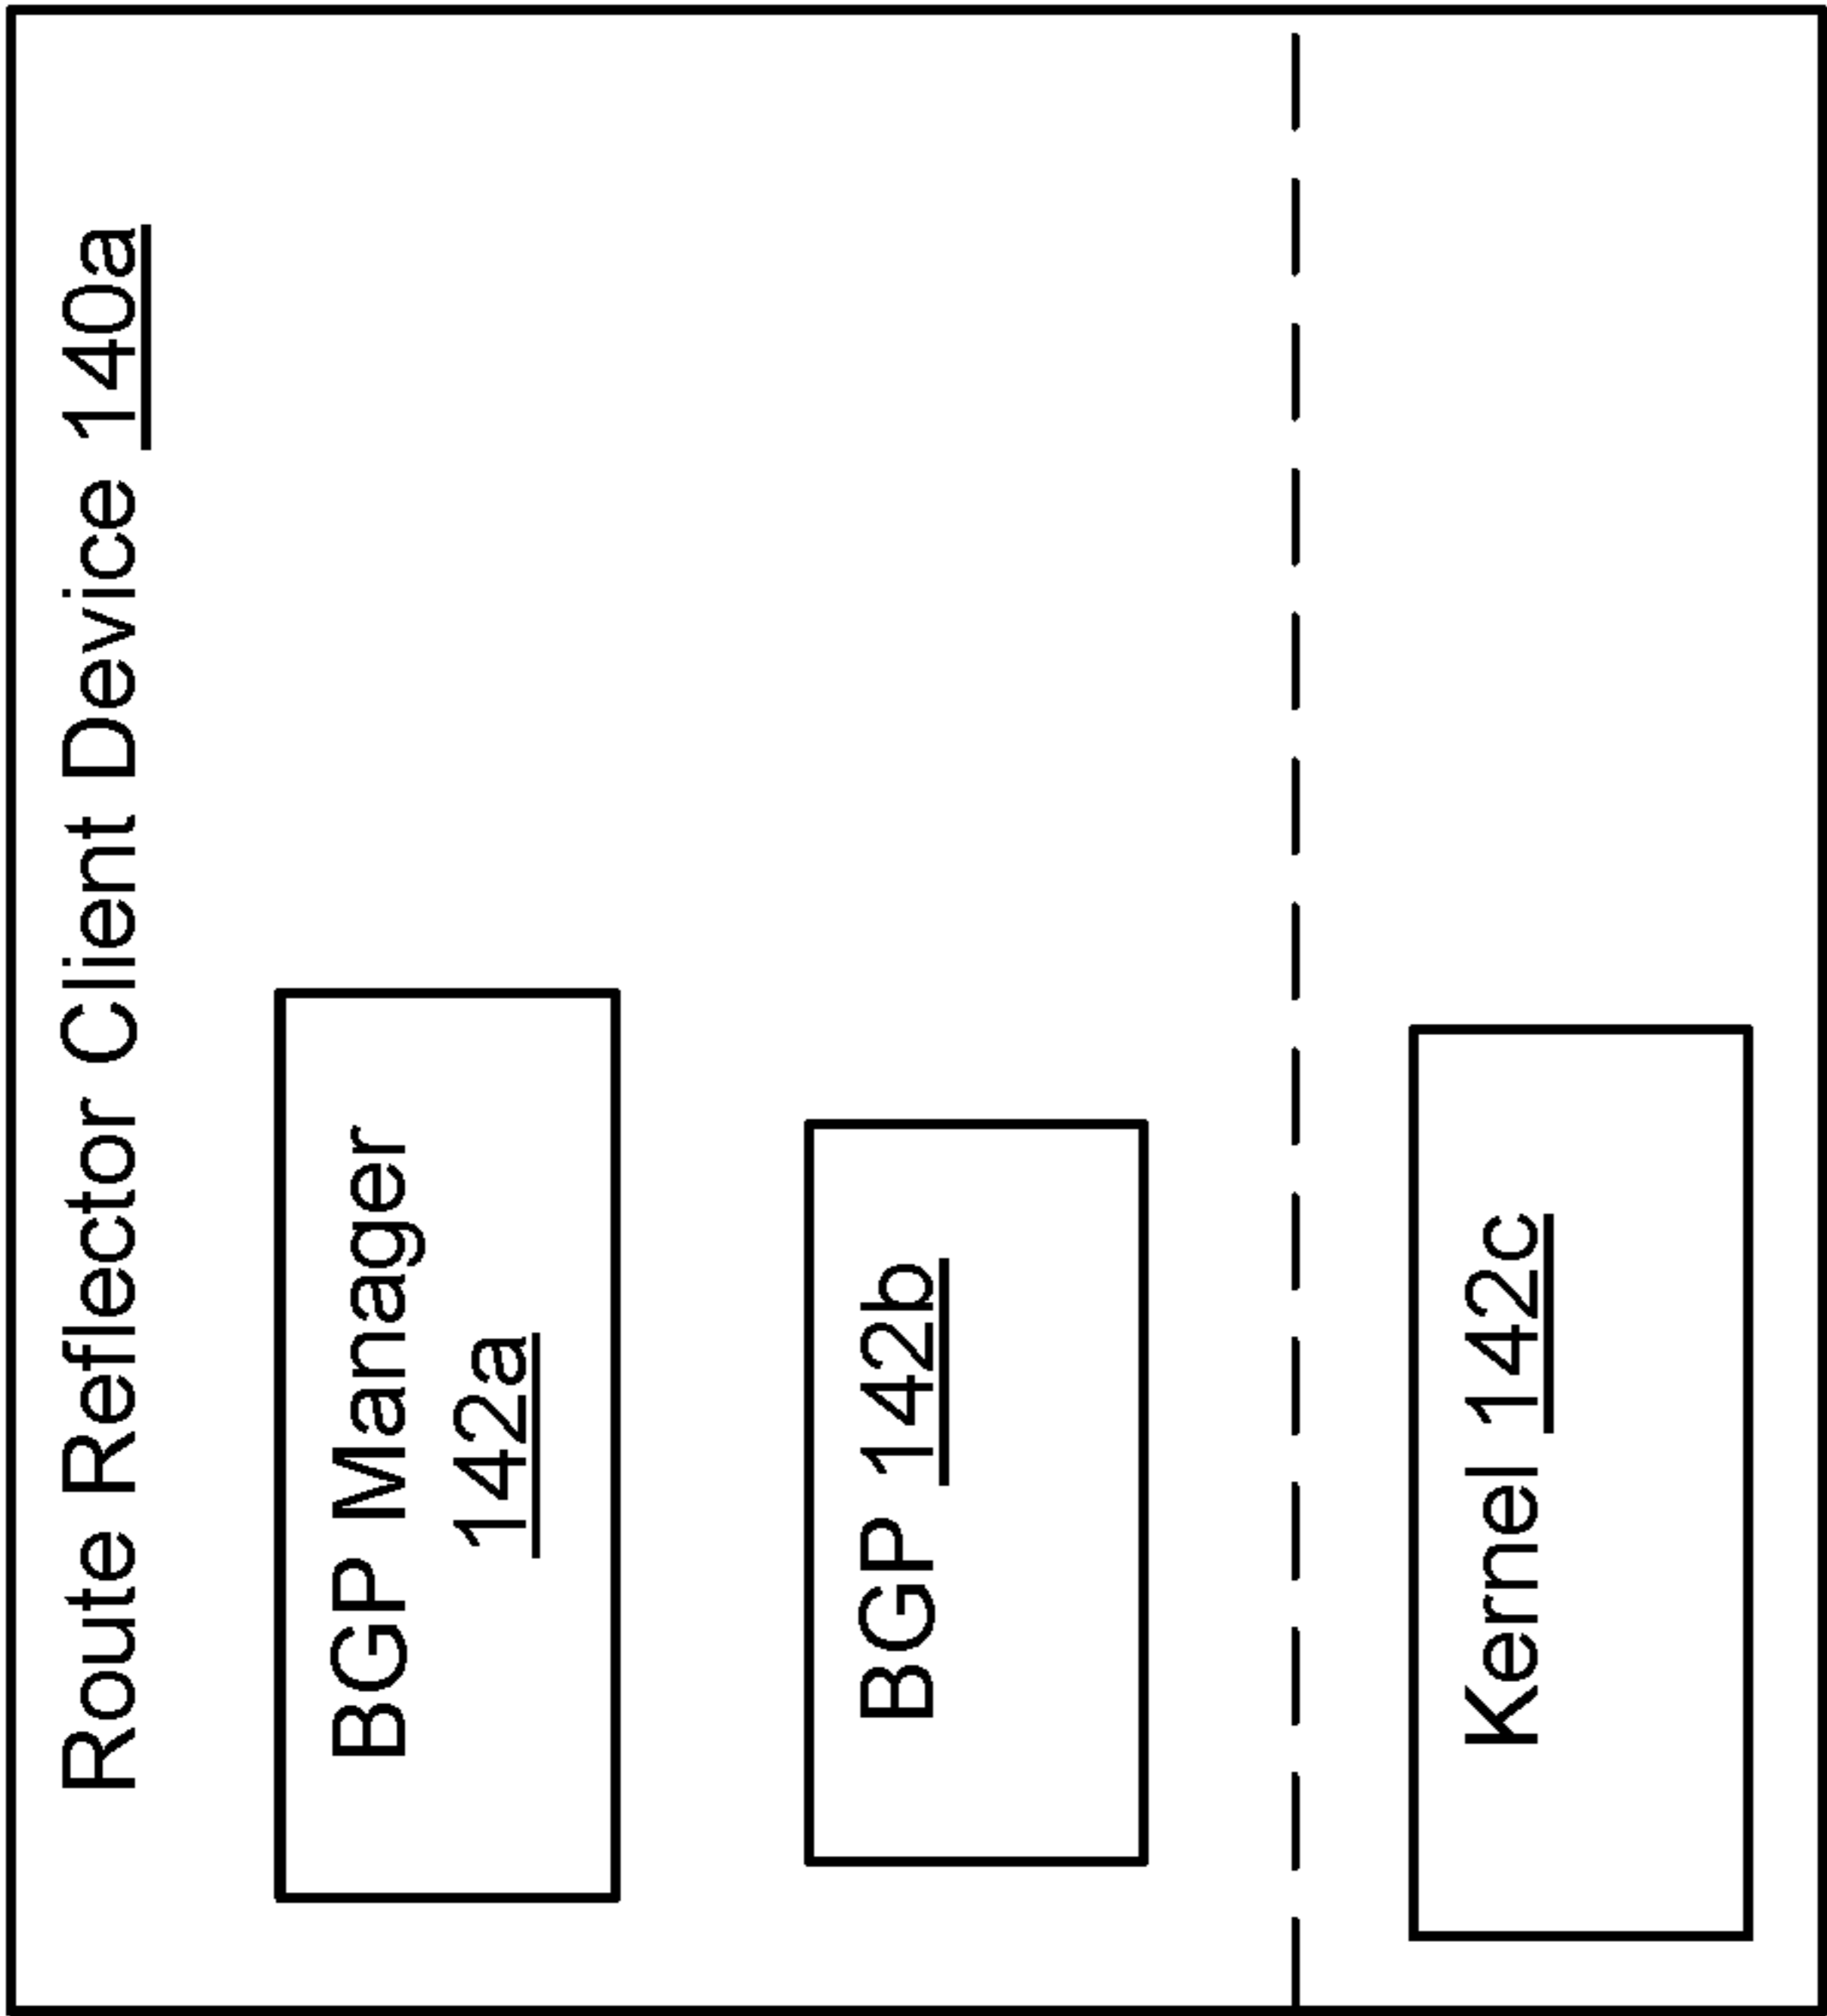 Route Reflector Client Device 140a
BGP Manager
142a
BGP 142b
Kernel 142c